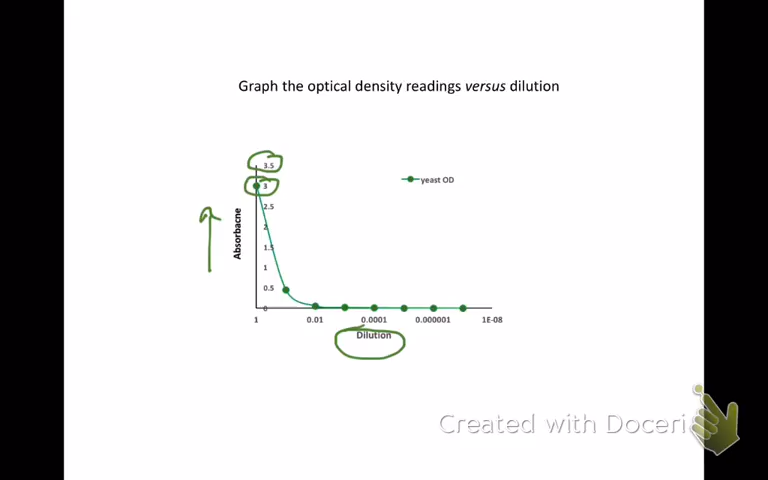 Graph the optical density readings versus dilution
3.5
3
2.5
2
1.5
1
0.5
0
Absorbacne
yeast OD
1 0.01 0.0001 0.000001 1E-08
Dilution
Created with Doceri